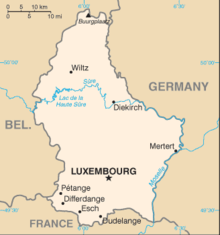 0 5 10 km
0 5 10 mi
Buurgplaatz
Wiltz
Sûre
Lac de la
Haute Sûre
GERMANY
Diekirch
BEL.
Mertert
LUXEMBOURG
Moselle
Pétange
Differdange
Esch
Dudelange
FRANCE